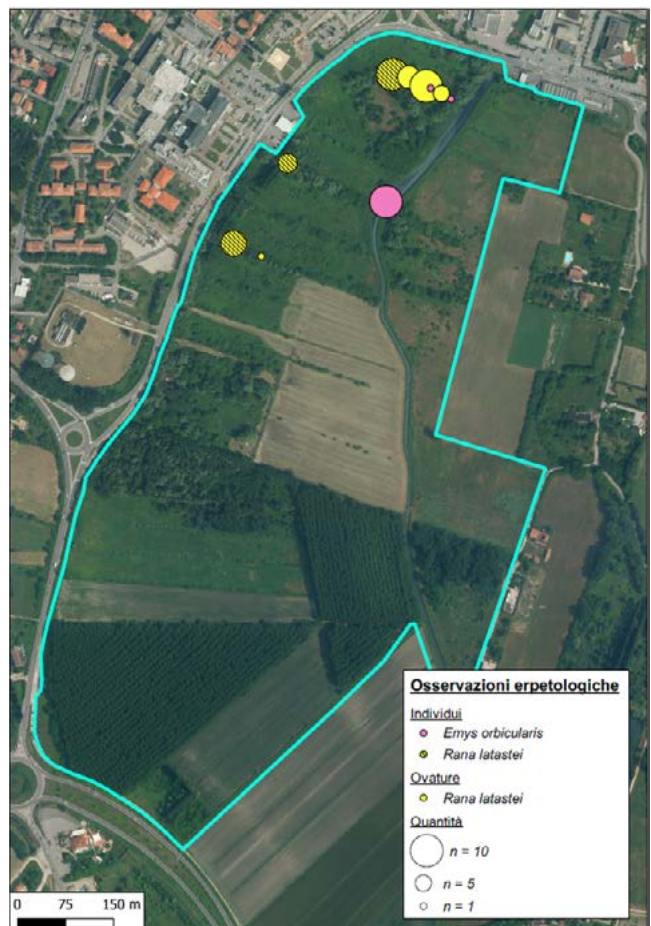 Osservazioni erpetologiche
Individui
Emys orbicularis
Rana latastei
Ovature
Rana latastei
Quantità
n = 10
n = 5
n = 1
0 75 150 m